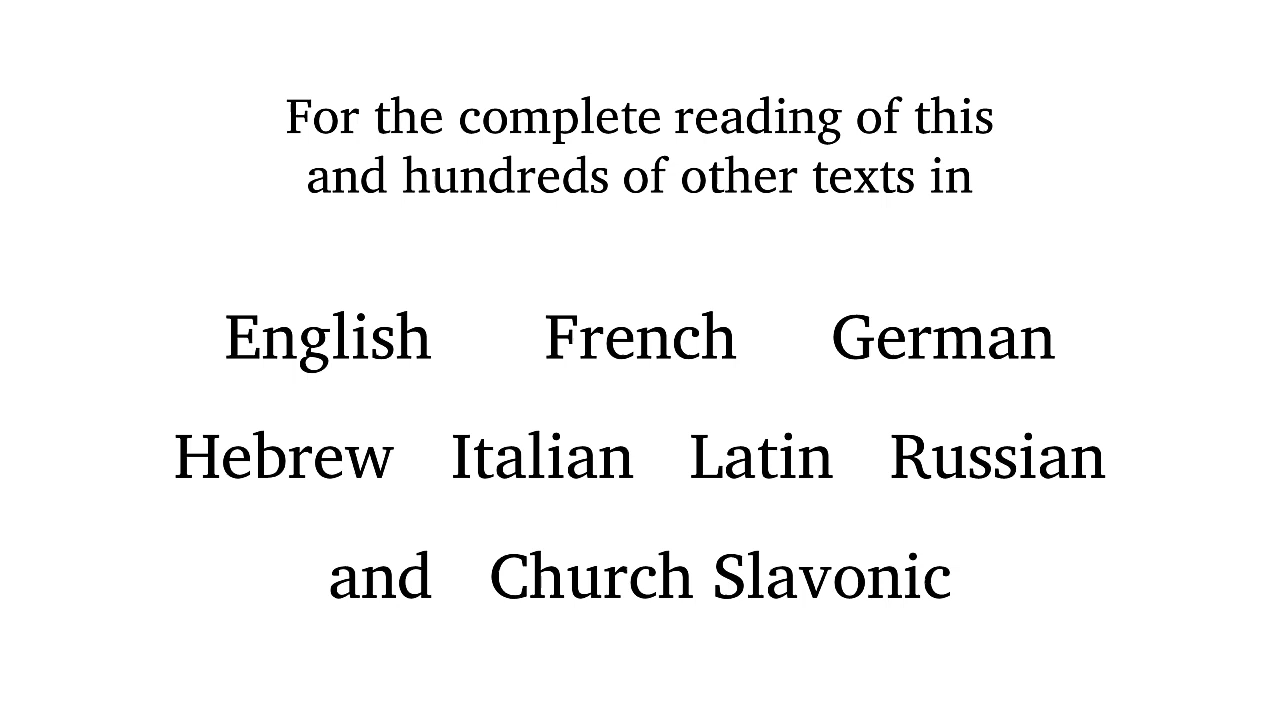 For the complete reading of this
and hundreds of other texts in
English French German
Hebrew Italian Latin Russian
and Church Slavonic